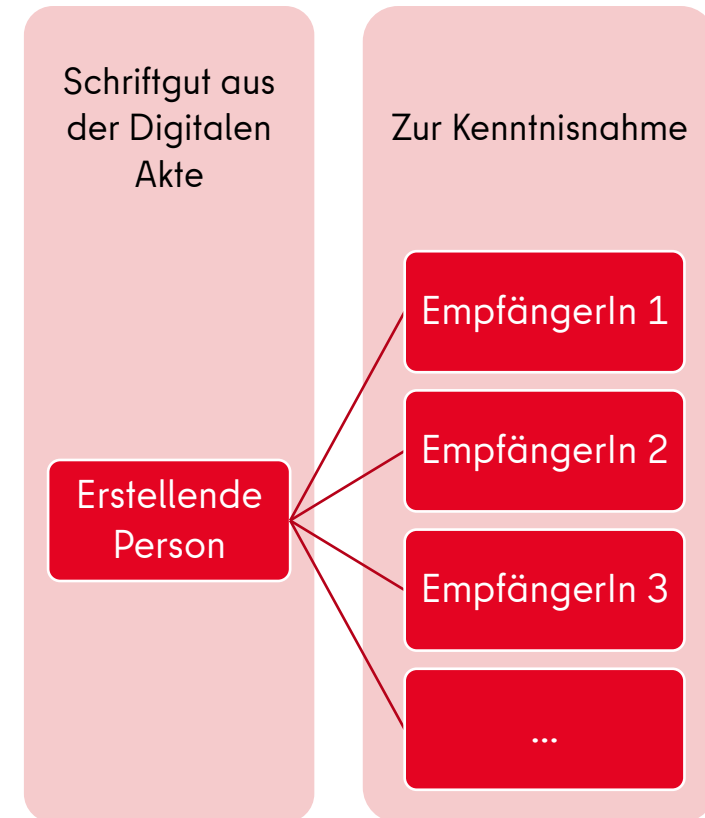 Schriftgut aus
der Digitalen
Akte
Zur Kenntnisnahme
Erstellende
Person
EmpfängerIn 1
EmpfängerIn 2
EmpfängerIn 3
...